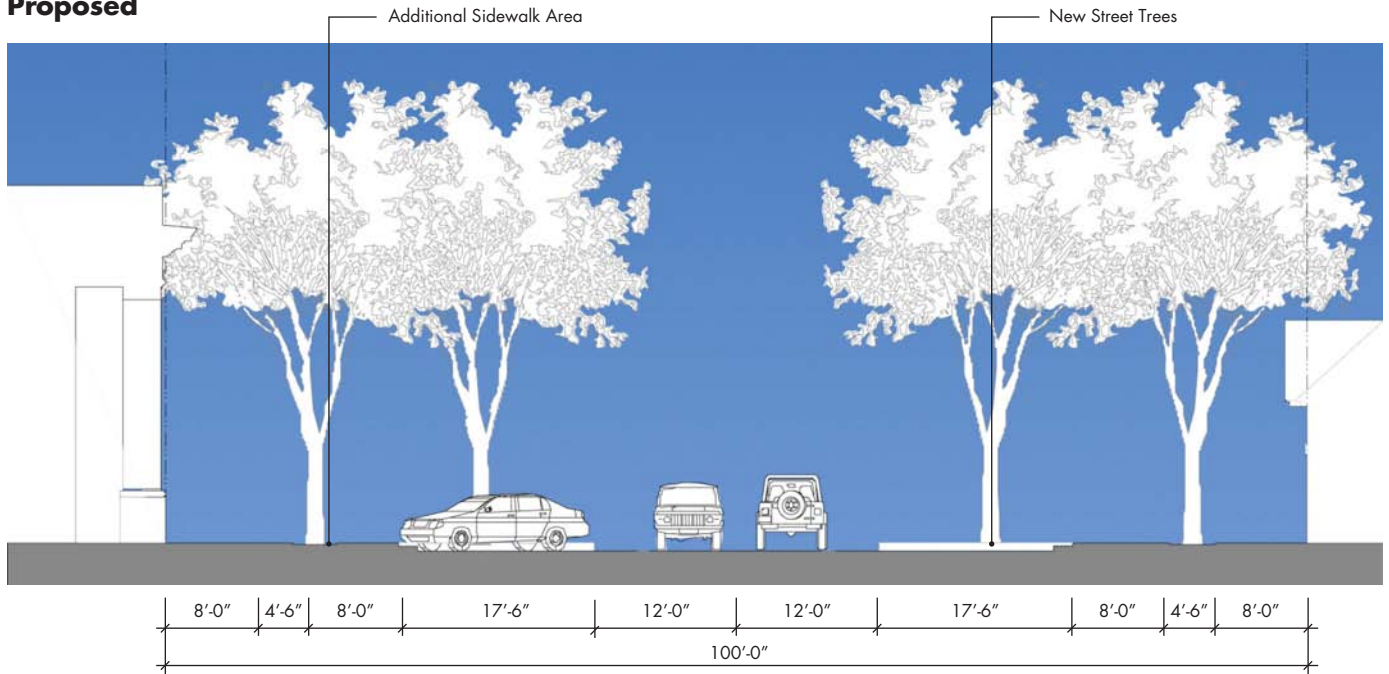 Proposed
Additional Sidewalk Area
New Street Trees
8’-0” 4’-6” 8’-0” 17’-6” 12’-0” 12’-0” 17’-6” 8’-0” 4’-6” 8’-0”
100’-0”